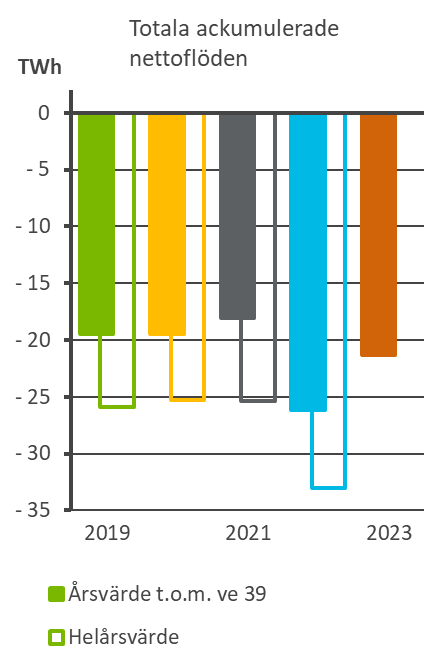 Totala ackumulerade
nettoflöden
TWh
0
- 5
- 10
- 15
- 20
- 25
- 30
- 35
2019 2021 2023
Årsvärde t.o.m. ve 39
Helårsvärde